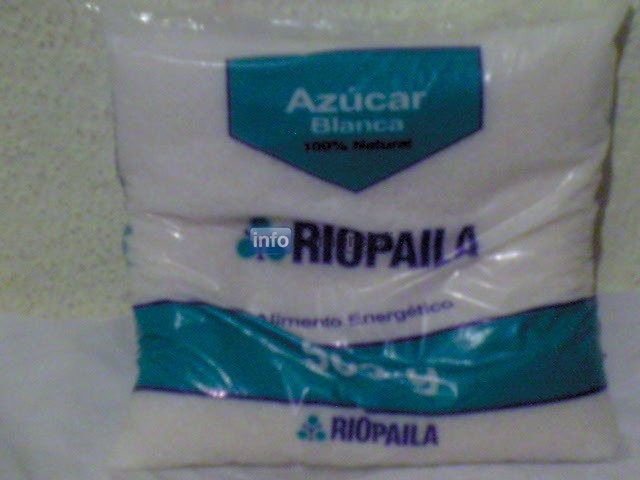 Azúcar
Blanca
100% Natural
info
RIOPAILA
Alimento Energético
g
RIOPAILA